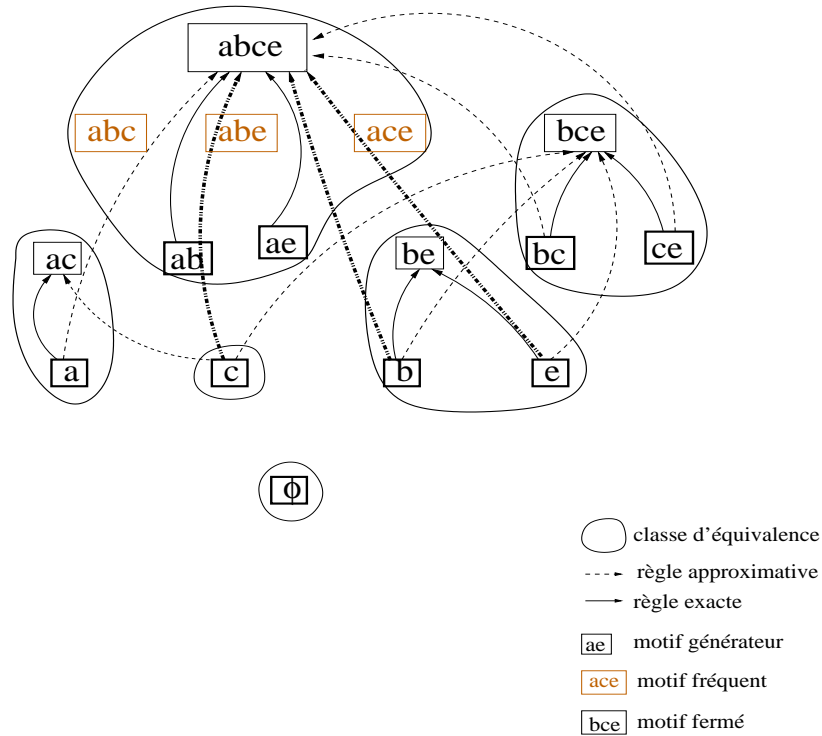 abce
abc abe ace
bce
ab ae
bc ce
ac
be
a c b e
ϕ
classe d'équivalence
règle approximative
règle exacte
ae motif générateur
ace motif fréquent
bce motif fermé